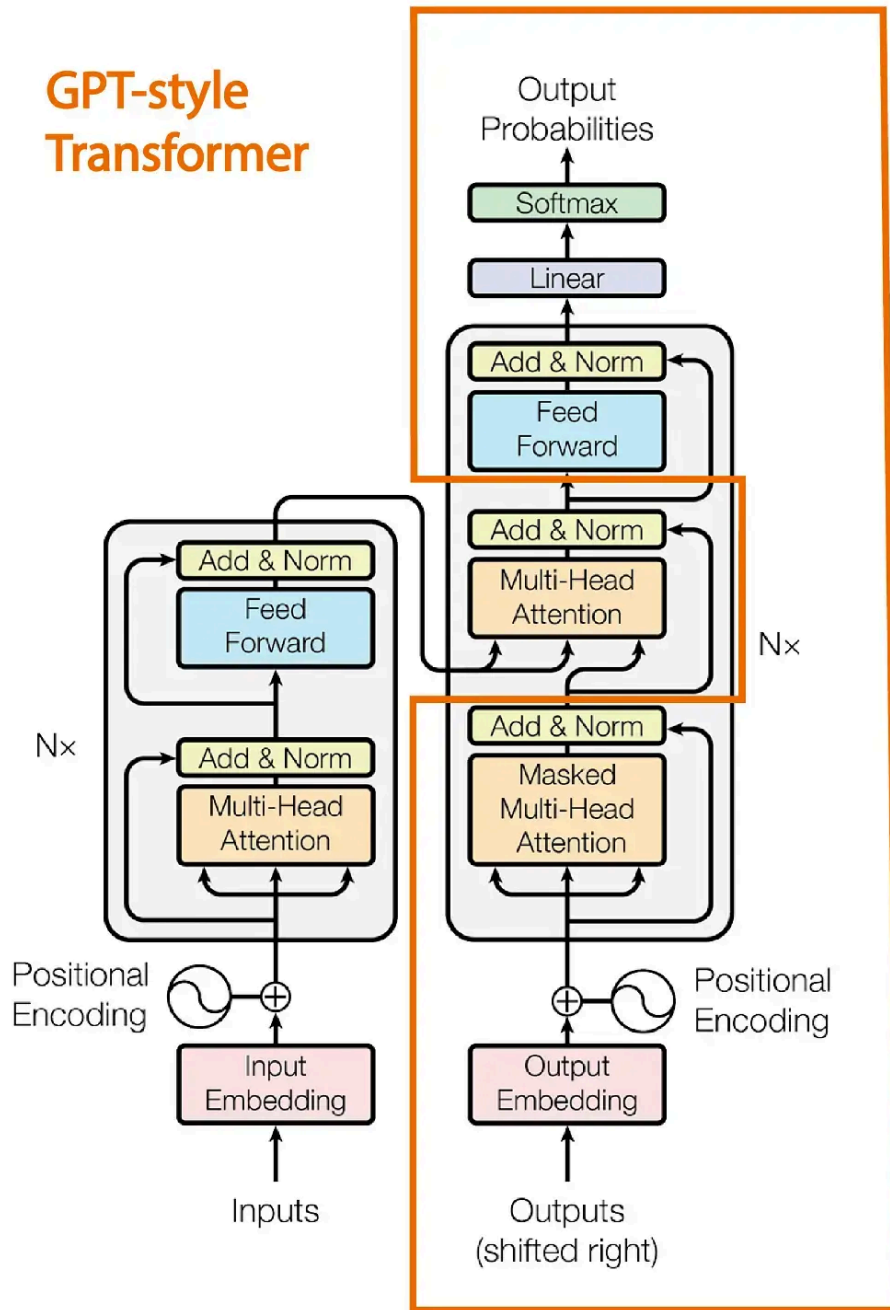 GPT-style
Transformer
Output
Probabilities
Softmax
Linear
Add & Norm
Feed
Forward
Add & Norm
Multi-Head
Attention
Nx
Add & Norm
Masked
Multi-Head
Attention
Positional
Encoding
Output
Embedding
Outputs
(shifted right)
Add & Norm
Feed
Forward
Nx
Add & Norm
Multi-Head
Attention
Positional
Encoding
Input
Embedding
Inputs